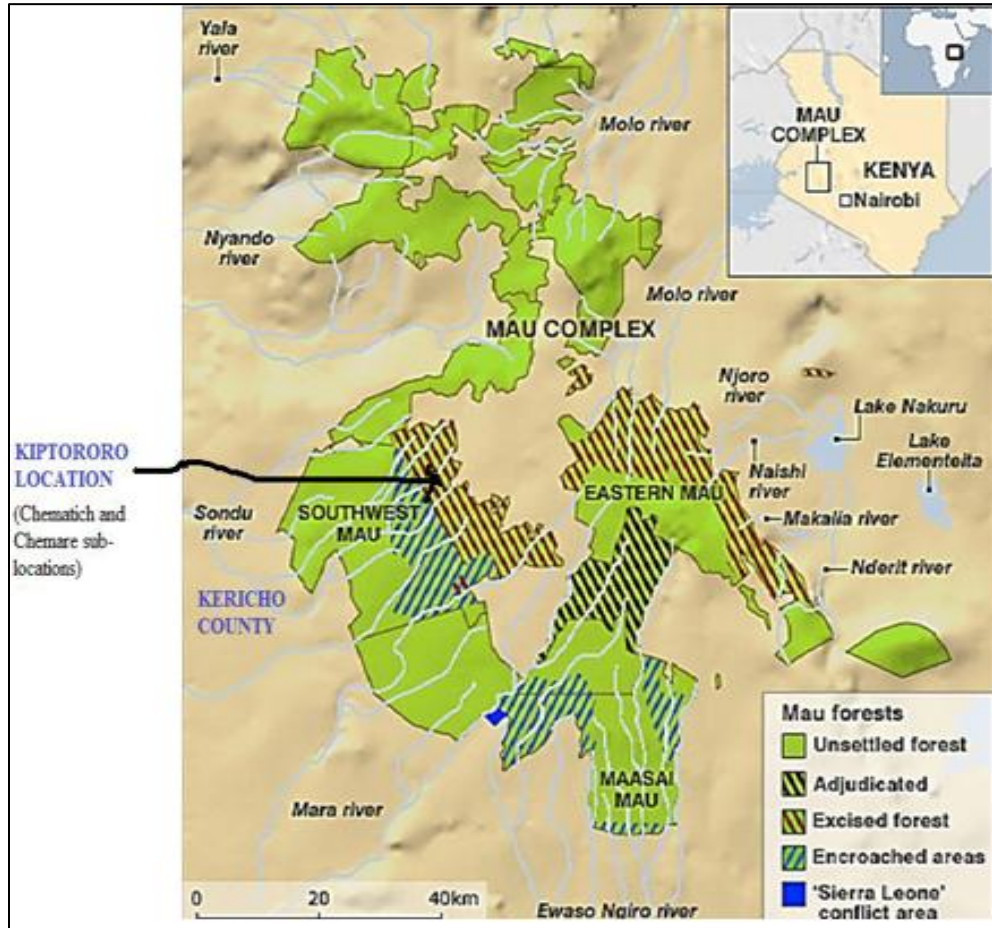 Yala
river
Molo river
MAU
COMPLEX
KENYA
Nairobi
Nyando
river
Molo river
MAU COMPLEX
Njoro
river
Lake Nakuru
Lake
Elementeita
KIPTORORO
LOCATION
(Chematich and
Chemare sub-
locations)
Naishi
river
EASTERN MAU
SOUTHWEST
MAU
Sondu
river
Makalia river
Nderit river
KERICHO
COUNTY
MAASAI
MAU
Mara river
Ewaso Ngiro river
0 20 40km
Mau forests
Unsettled forest
Adjudicated
Excised forest
Encroached areas
'Sierra Leone'
conflict area